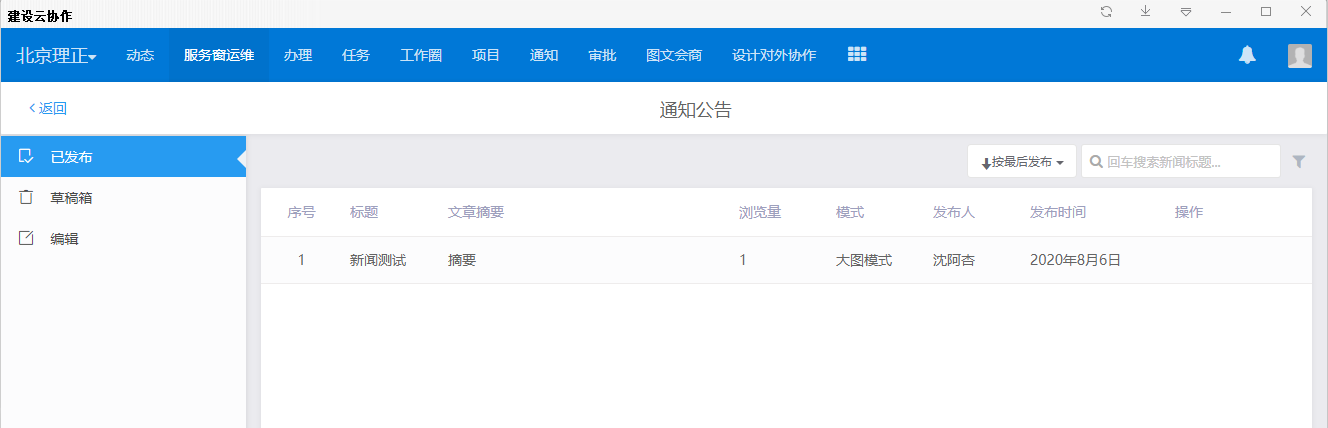 建设云协作
北京理正 动态 服务窗运维 办理 任务 工作圈 项目 通知 审批 图文会商 设计对外协作
返回 通知公告
已发布
草稿箱
编辑
按最后发布 回车搜索新闻标题...
序号 标题 文章摘要 浏览量 模式 发布人 发布时间 操作
1 新闻测试 摘要 1 大图模式 沈阿杏 2020年8月6日